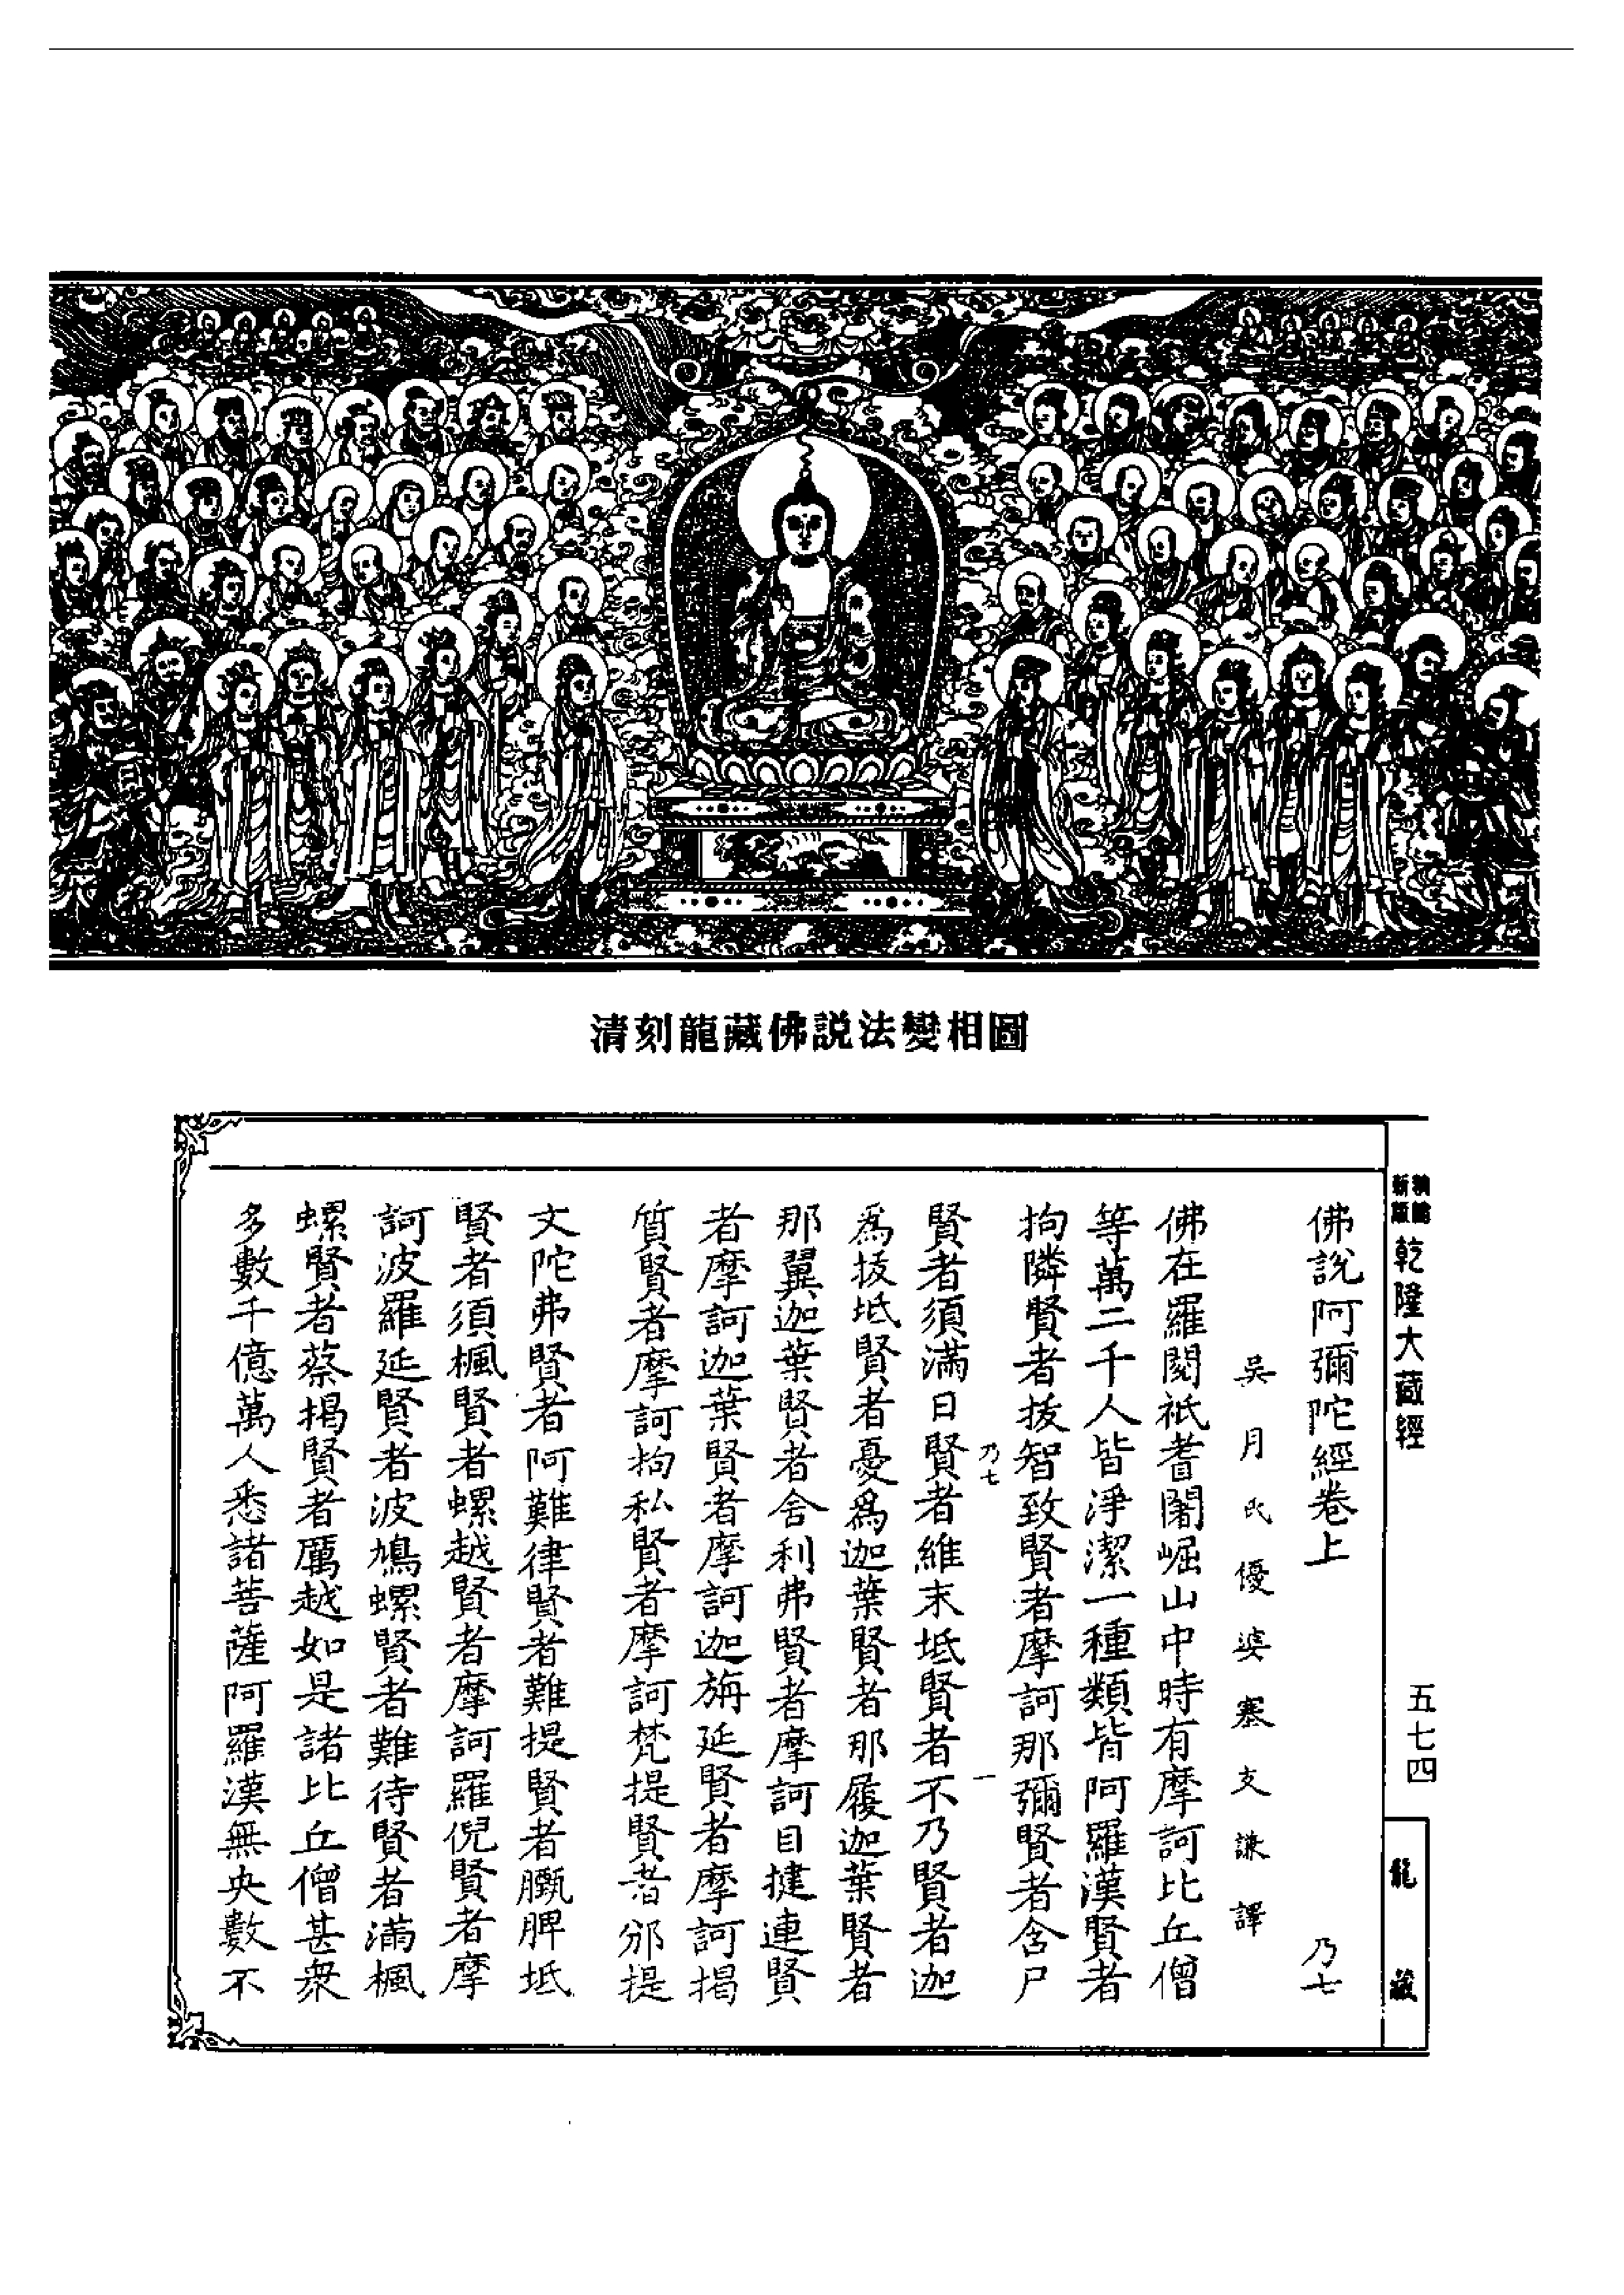 清刻龍藏佛説法變相圖
乾隆大藏經
五七四
龍藏
佛說阿彌陀經卷上
乃七
吳月氏優婆塞支謙譯
佛在羅閱祇耆闍崛山中時有摩訶比丘僧
等萬二千人皆淨潔一種類皆阿羅漢賢者
拘隣賢者拔智致賢者摩訶那彌賢者含尸
乃七
一
賢者須滿日賢者維末坻賢者不乃賢者迦
爲拔坻賢者憂爲迦葉賢者那履迦葉賢者
那翼迦葉賢者舍利弗賢者摩訶目揵連賢
者摩訶迦葉賢者摩訶迦旃延賢者摩訶揭
質賢者摩訶拘私賢者摩訶梵提賢者邠提
文陀弗賢者阿難律賢者難提賢者䏶脾坻
賢者須楓賢者螺越賢者摩訶羅倪賢者摩
訶波羅延賢者波鳩螺賢者難待賢者滿楓
螺賢者蔡揭賢者厲越如是諸比丘僧甚衆
多數千億萬人悉諸菩薩阿羅漢無央數不